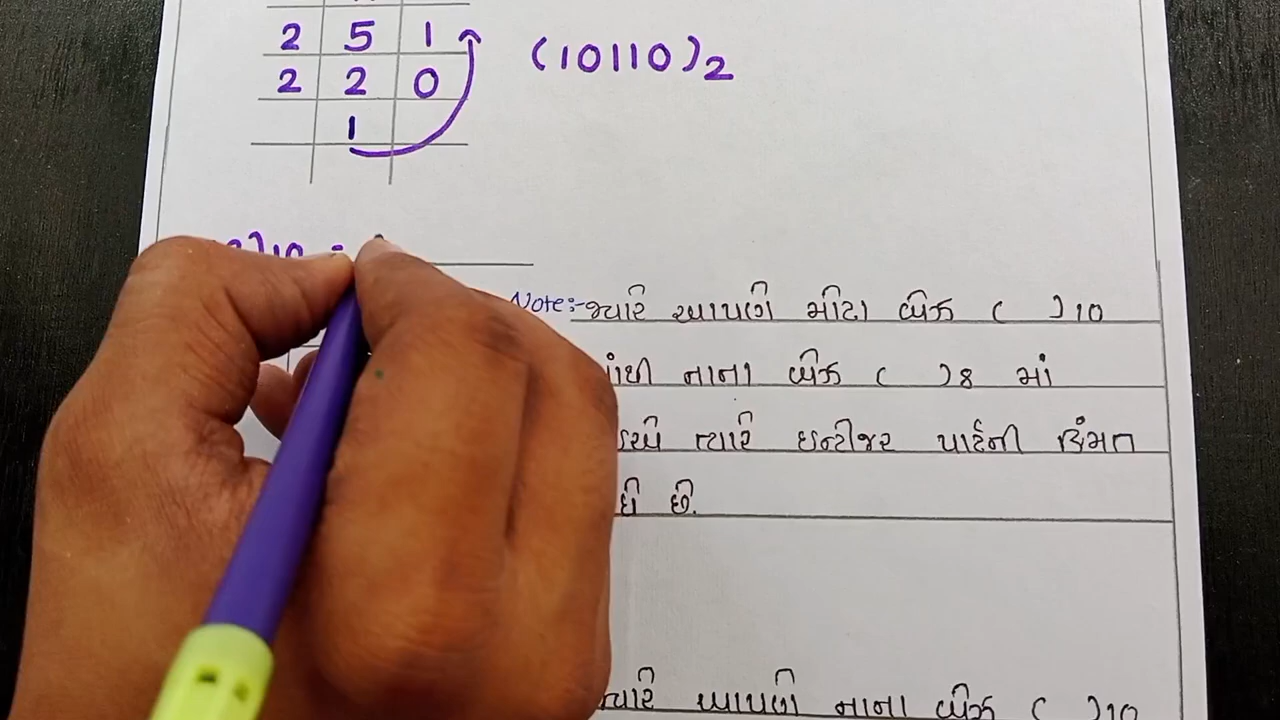 2 5 1
2 2 0
1
(10110)2
)10 =
Note:- જ્યારે આપણે મોટા બેઝ ( )10
માંથી નાના બેઝ ( )8 માં
ત્યારે ઇન્ટીજર પાર્ટની કિંમત
છે.
જ્યારે આપણે નાના બેઝ ( )10